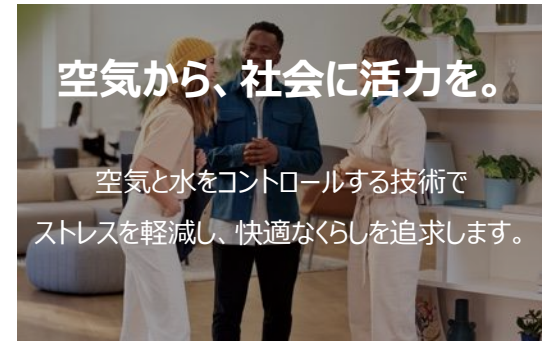 空気から、社会に活力を。
空気と水をコントロールする技術で
ストレスを軽減し、快適なくらしを追求します。